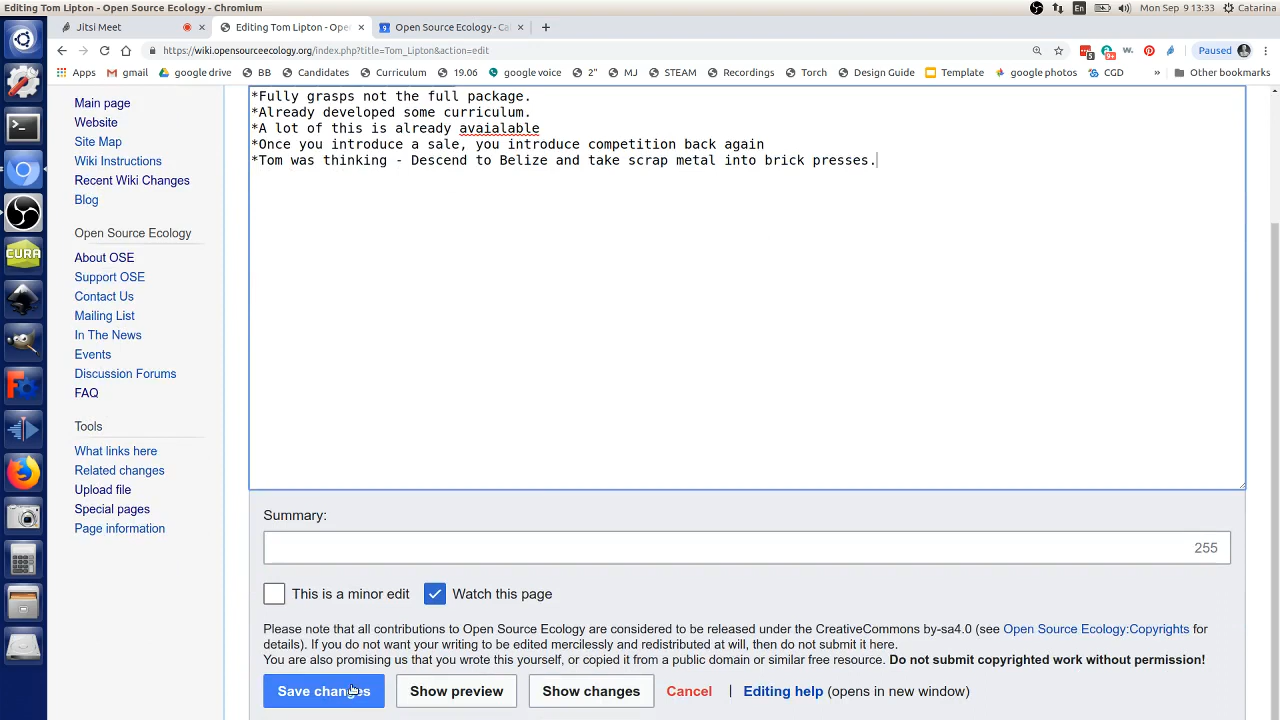 Editing Tom Lipton - Open Source Ecology - Chromium
En
Mon Sep 9 13:33
Catarina
Jitsi Meet
Editing Tom Lipton - Ope
Open Source Ecology - Ca
https://wiki.opensourceecology.org/index.php?title=Tom_Lipton&action=edit
Paused
Apps
gmail
google drive
BB
Candidates
Curriculum
19.06
google voice
2"
MJ
STEAM
Recordings
Torch
Design Guide
Template
google photos
CGD
»
Other bookmarks
Main page
Website
Site Map
Wiki Instructions
Recent Wiki Changes
Blog
Open Source Ecology
About OSE
Support OSE
Contact Us
Mailing List
In The News
Events
Discussion Forums
FAQ
Tools
What links here
Related changes
Upload file
Special pages
Page information
*Fully grasps not the full package.
*Already developed some curriculum.
*A lot of this is already avaialable
*Once you introduce a sale, you introduce competition back again
*Tom was thinking - Descend to Belize and take scrap metal into brick presses.
Summary:
255
This is a minor edit
Watch this page
Please note that all contributions to Open Source Ecology are considered to be released under the CreativeCommons by-sa4.0 (see Open Source Ecology:Copyrights for
details). If you do not want your writing to be edited mercilessly and redistributed at will, then do not submit it here.
You are also promising us that you wrote this yourself, or copied it from a public domain or similar free resource. Do not submit copyrighted work without permission!
Save changes
Show preview
Show changes
Cancel
|
Editing help (opens in new window)
CURA